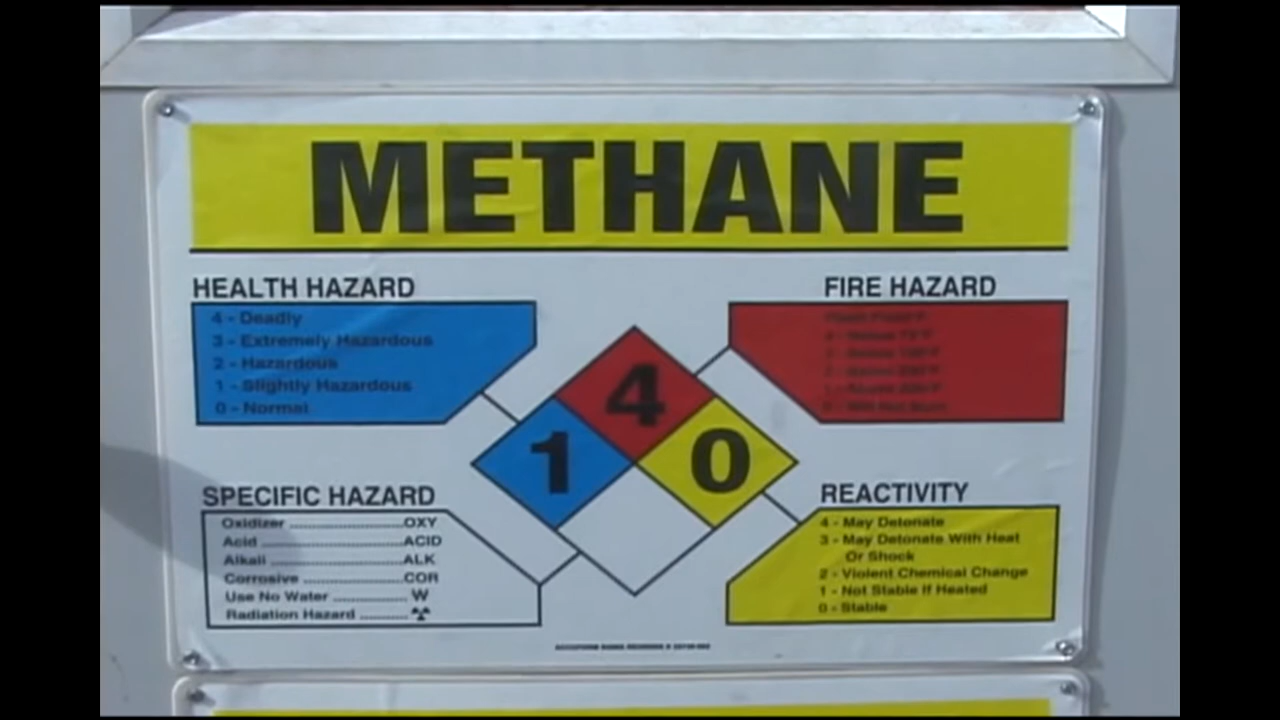 METHANE
HEALTH HAZARD
4 - Deadly
3 - Extremely Hazardous
2 - Hazardous
1 - Slightly Hazardous
0 - Normal
FIRE HAZARD
4
1
0
SPECIFIC HAZARD
Oxidizer ........................ OXY
Acid ........................ ACID
Alkali ........................ ALK
Corrosive ........................ COR
Use No Water ................ W
Radiation Hazard ..........
REACTIVITY
4 - May Detonate
3 - May Detonate With Heat
Or Shock
2 - Violent Chemical Change
1 - Not Stable If Heated
0 - Stable